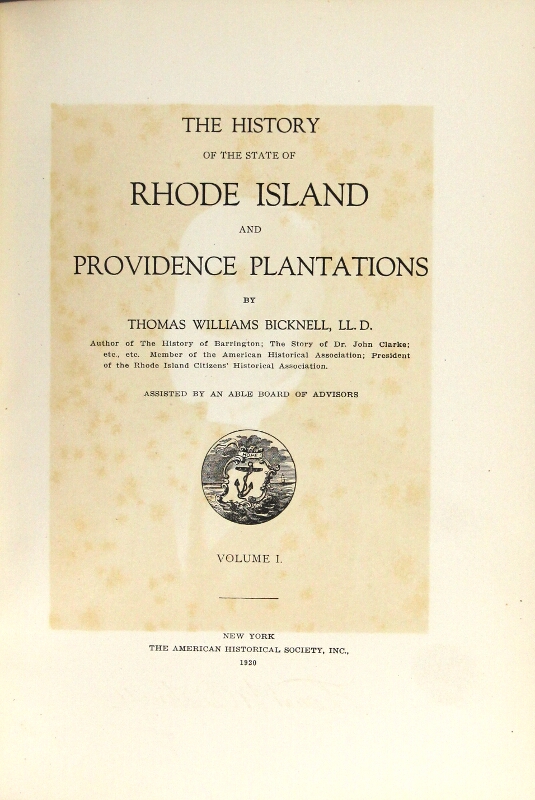 THE HISTORY
OF THE STATE OF
RHODE ISLAND
AND
PROVIDENCE PLANTATIONS
BY
THOMAS WILLIAMS BICKNELL, LL. D.
Author of The History of Barrington; The Story of Dr. John Clarke;
etc., etc. Member of the American Historical Association; President
of the Rhode Island Citizens' Historical Association.
ASSISTED BY AN ABLE BOARD OF ADVISORS
HOPE
VOLUME I.
NEW YORK
THE AMERICAN HISTORICAL SOCIETY, INC.,
1920